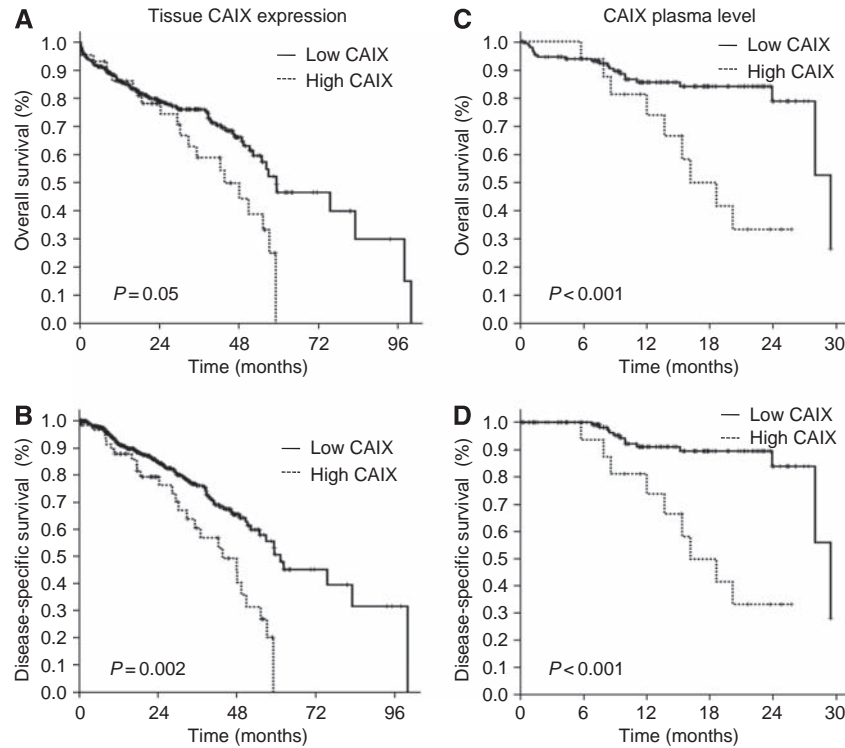 A
Tissue CAIX expression
Overall survival (%)
1.0
0.9
0.8
0.7
0.6
0.5
0.4
0.3
0.2
0.1
0.0
Low CAIX
High CAIX
P = 0.05
0 24 48 72 96
Time (months)
C
CAIX plasma level
Overall survival (%)
1.0
0.9
0.8
0.7
0.6
0.5
0.4
0.3
0.2
0.1
0.0
Low CAIX
High CAIX
P < 0.001
0 6 12 18 24 30
Time (months)
B
Disease-specific survival (%)
1.0
0.9
0.8
0.7
0.6
0.5
0.4
0.3
0.2
0.1
0.0
Low CAIX
High CAIX
P = 0.002
0 24 48 72 96
Time (months)
D
Disease-specific survival (%)
1.0
0.9
0.8
0.7
0.6
0.5
0.4
0.3
0.2
0.1
0.0
Low CAIX
High CAIX
P < 0.001
0 6 12 18 24 30
Time (months)